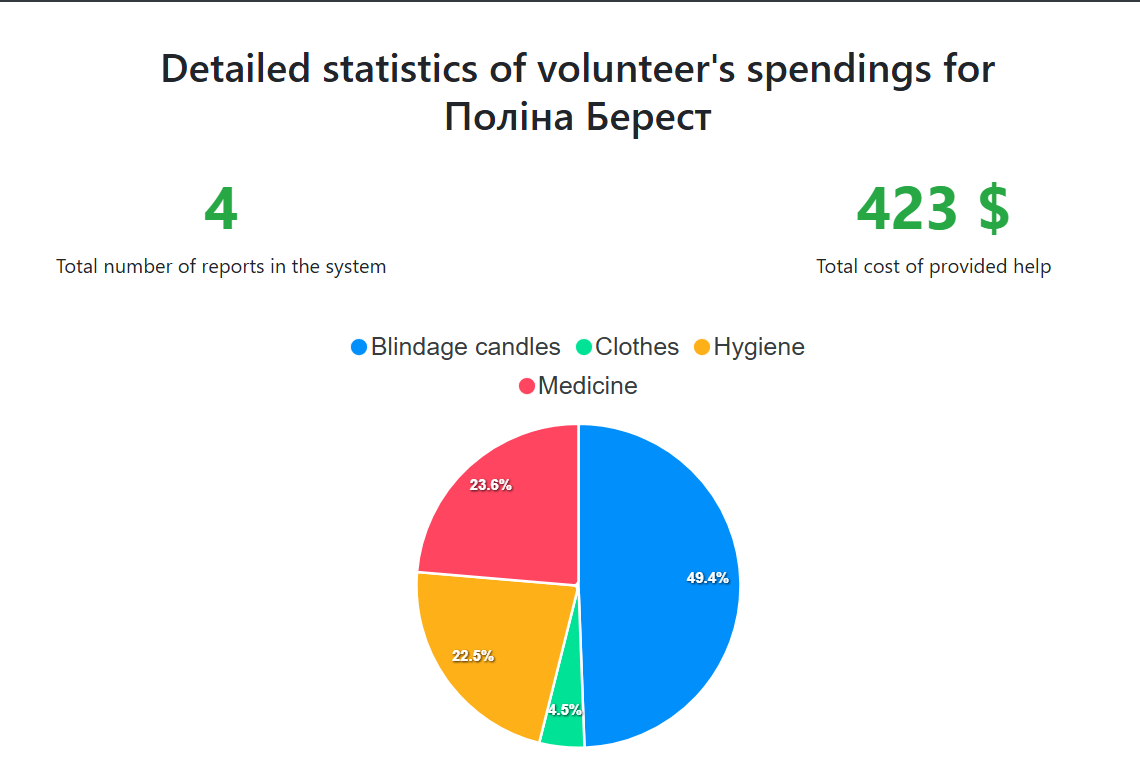 Detailed statistics of volunteer's spendings for
Поліна Берест
4
423 $
Total number of reports in the system
Total cost of provided help
Blindage candles Clothes Hygiene
Medicine
23.6%
49.4%
22.5%
4.5%